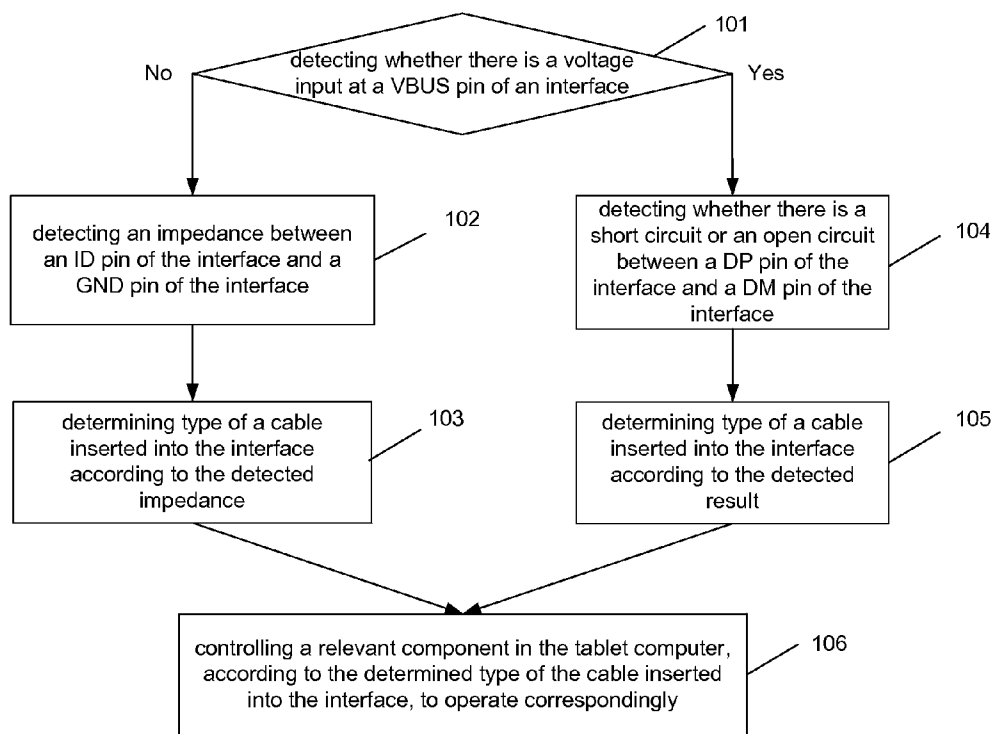 101
detecting whether there is a voltage
input at a VBUS pin of an interface
No
Yes
102
detecting an impedance between
an ID pin of the interface and a
GND pin of the interface
104
detecting whether there is a
short circuit or an open circuit
between a DP pin of the
interface and a DM pin of the
interface
103
determining type of a cable
inserted into the interface
according to the detected
impedance
105
determining type of a cable
inserted into the interface
according to the detected
result
106
controlling a relevant component in the tablet computer,
according to the determined type of the cable inserted
into the interface, to operate correspondingly